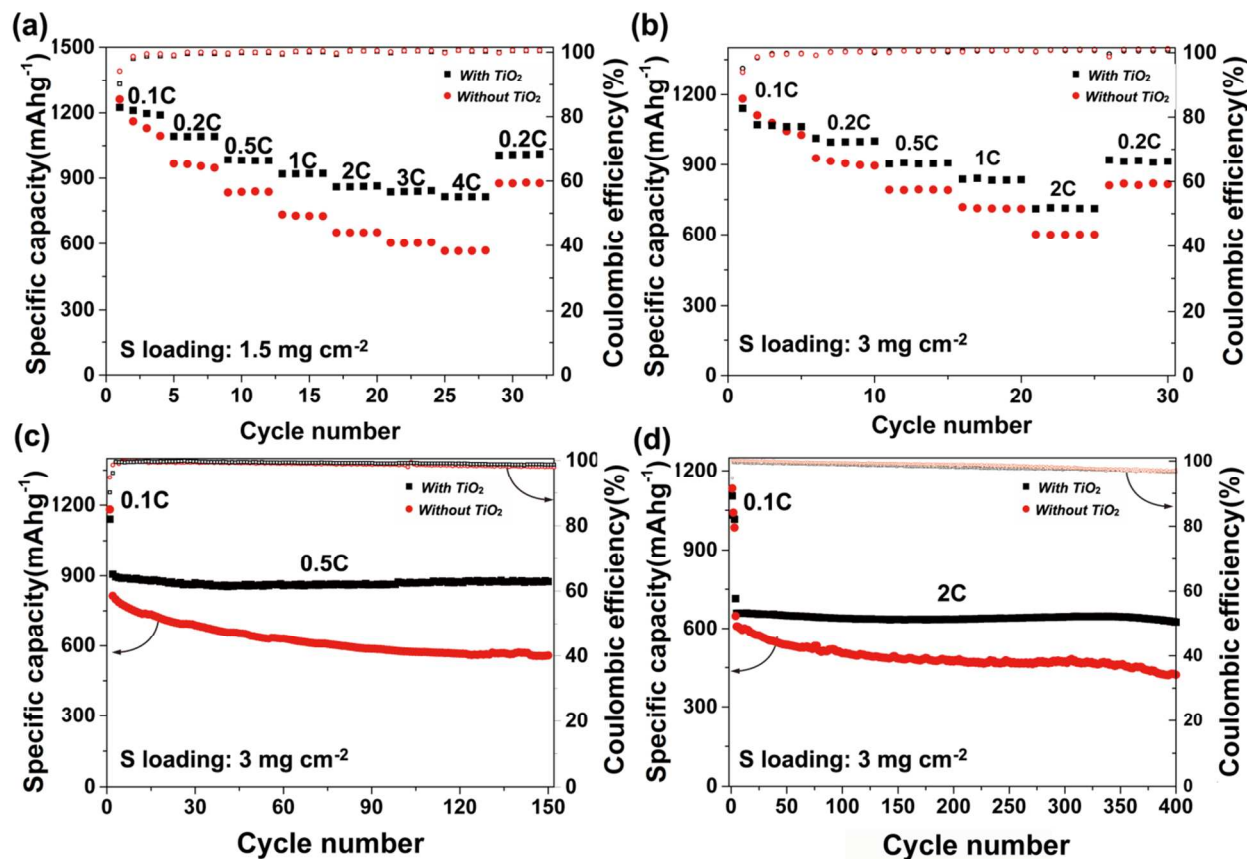 (a)
Specific capacity(mAhg⁻¹)
1500
1200
900
600
300
0
0.1C
0.2C
0.5C
1C
2C
3C
4C
0.2C
With TiO₂
Without TiO₂
S loading: 1.5 mg cm⁻²
100
80
60
40
20
0
Coulombic efficiency(%)
0 5 10 15 20 25 30
Cycle number
(b)
Specific capacity(mAhg⁻¹)
1200
900
600
300
0
0.1C
0.2C
0.5C
1C
2C
0.2C
With TiO₂
Without TiO₂
S loading: 3 mg cm⁻²
100
80
60
40
20
0
Coulombic efficiency(%)
0 10 20 30
Cycle number
(c)
Specific capacity(mAhg⁻¹)
1200
900
600
300
0
0.1C
0.5C
With TiO₂
Without TiO₂
S loading: 3 mg cm⁻²
100
80
60
40
20
0
Coulombic efficiency(%)
0 30 60 90 120 150
Cycle number
(d)
Specific capacity(mAhg⁻¹)
1200
900
600
300
0
0.1C
2C
With TiO₂
Without TiO₂
S loading: 3 mg cm⁻²
100
80
60
40
20
0
Coulombic efficiency(%)
0 50 100 150 200 250 300 350 400
Cycle number